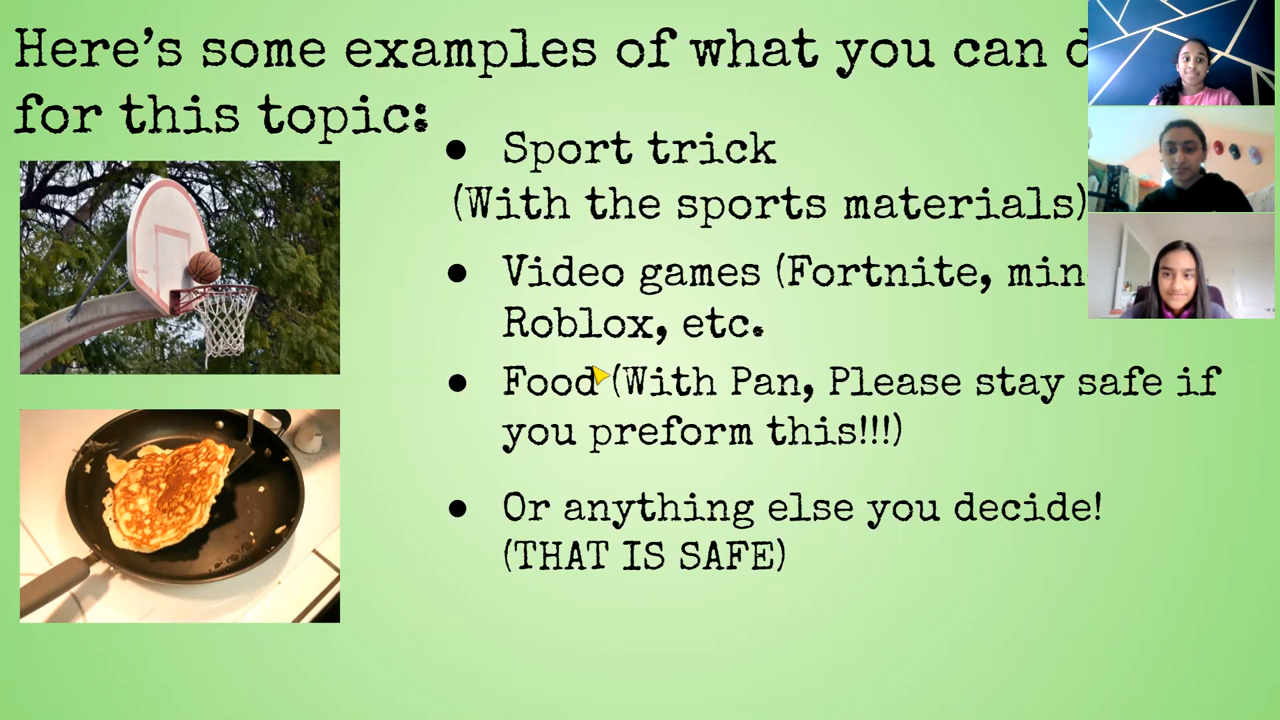 Here's some examples of what you can
for this topic:
● Sport trick
(With the sports materials)
● Video games (Fortnite,
Roblox, etc.
● Food (With Pan, Please stay safe if
you preform this!!!)
● Or anything else you decide!
(THAT IS SAFE)